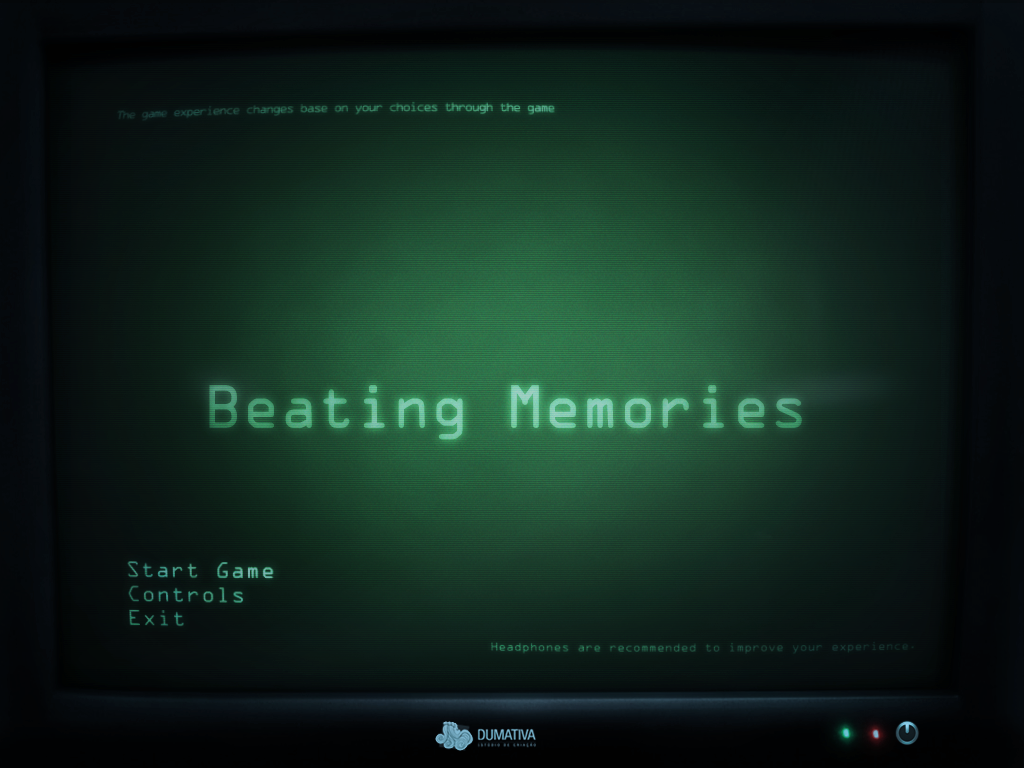 The game experience changes base on your choices through the game
Beating Memories
Start Game
Controls
Exit
Headphones are recommended to improve your experience.
DUMATIVA